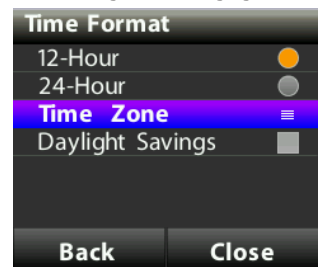 Time Format
12-Hour
24-Hour
Time Zone
Daylight Savings
Back Close